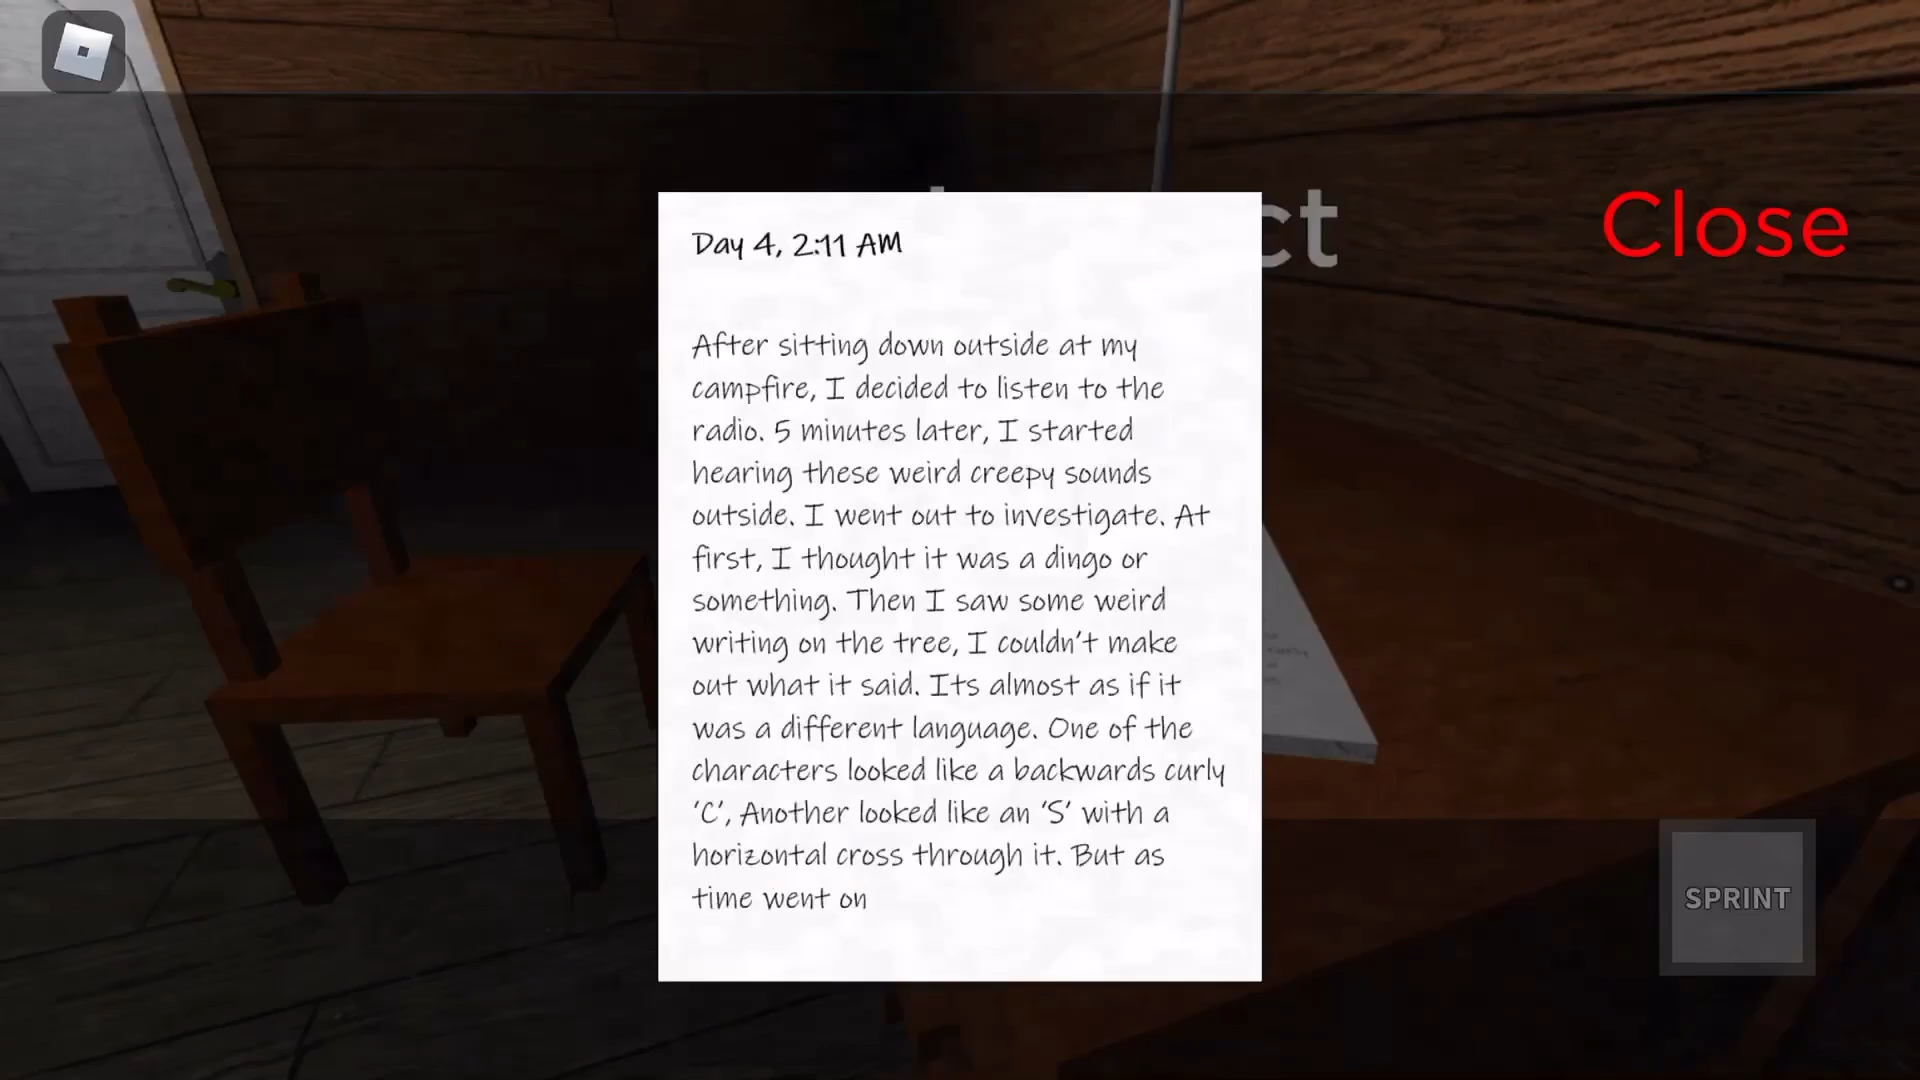 ct
Close
Day 4, 2:11 AM
After sitting down outside at my
campfire, I decided to listen to the
radio. 5 minutes later, I started
hearing these weird creepy sounds
outside. I went out to investigate. At
first, I thought it was a dingo or
something. Then I saw some weird
writing on the tree, I couldn't make
out what it said. Its almost as if it
was a different language. One of the
characters looked like a backwards curly
'C', Another looked like an 'S' with a
horizontal cross through it. But as
time went on
SPRINT